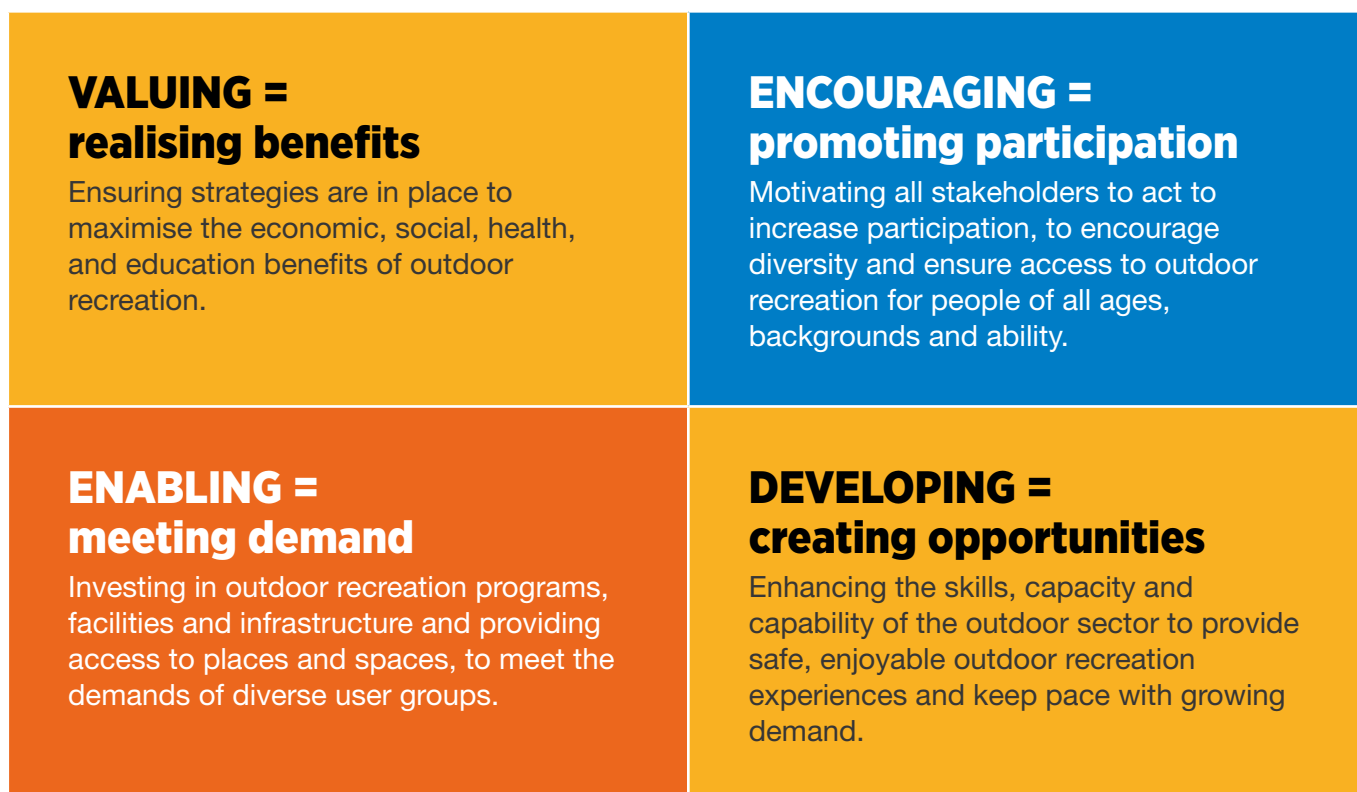 VALUING =
realising benefits
Ensuring strategies are in place to
maximise the economic, social, health,
and education benefits of outdoor
recreation.
ENCOURAGING =
promoting participation
Motivating all stakeholders to act to
increase participation, to encourage
diversity and ensure access to outdoor
recreation for people of all ages,
backgrounds and ability.
ENABLING =
meeting demand
Investing in outdoor recreation programs,
facilities and infrastructure and providing
access to places and spaces, to meet the
demands of diverse user groups.
DEVELOPING =
creating opportunities
Enhancing the skills, capacity and
capability of the outdoor sector to provide
safe, enjoyable outdoor recreation
experiences and keep pace with growing
demand.